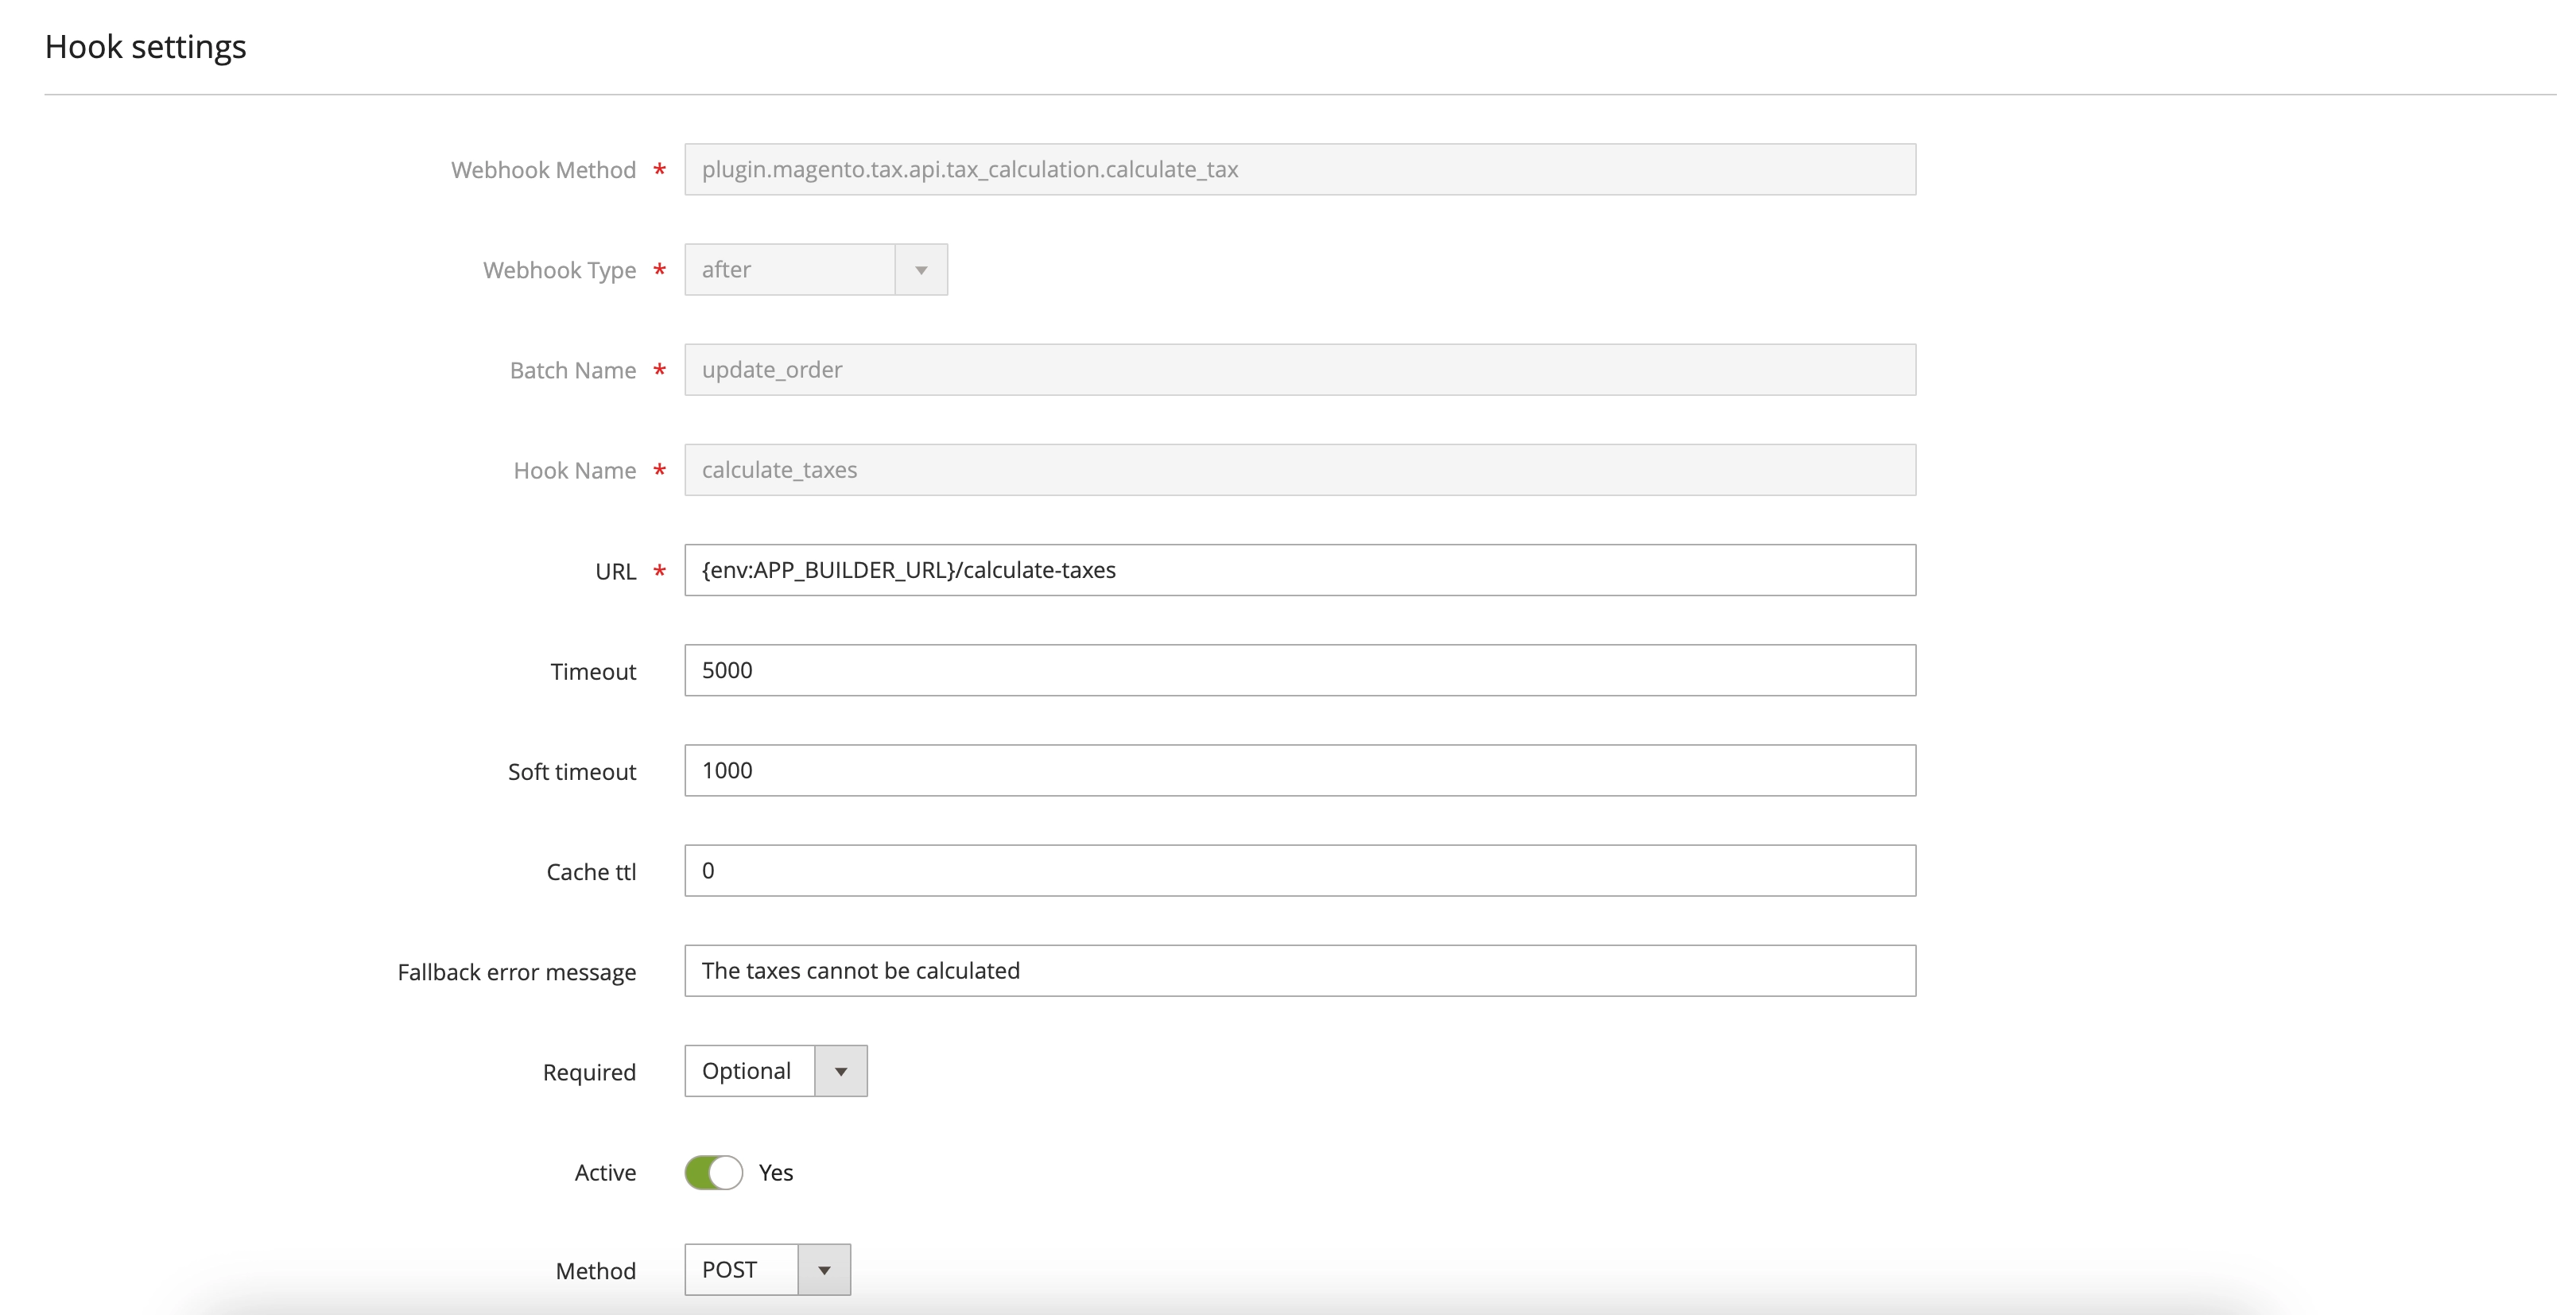 Hook settings
Webhook Method * plugin.magento.tax.api.tax_calculation.calculate_tax
Webhook Type * after
Batch Name * update_order
Hook Name * calculate_taxes
URL * {env:APP_BUILDER_URL}/calculate-taxes
Timeout 5000
Soft timeout 1000
Cache ttl 0
Fallback error message The taxes cannot be calculated
Required Optional
Active Yes
Method POST